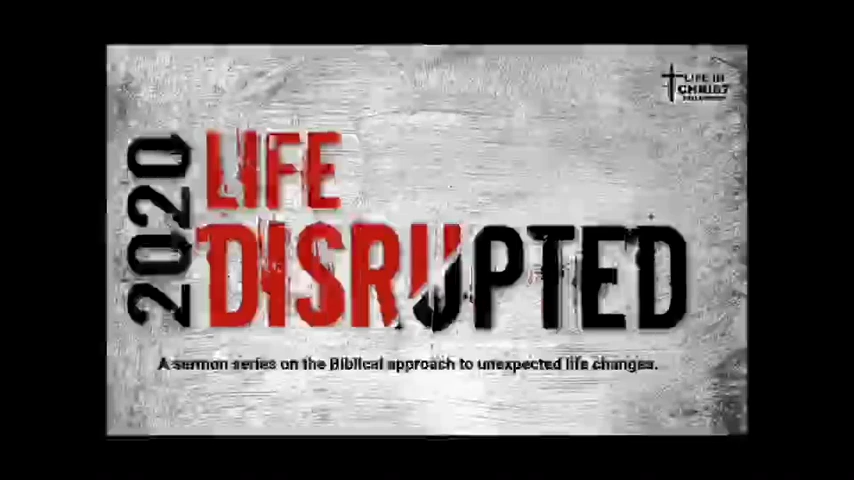 LIFE IN
CHRIST
2020
LIFE
DISRUPTED
A sermon series on the Biblical approach to unexpected life changes.